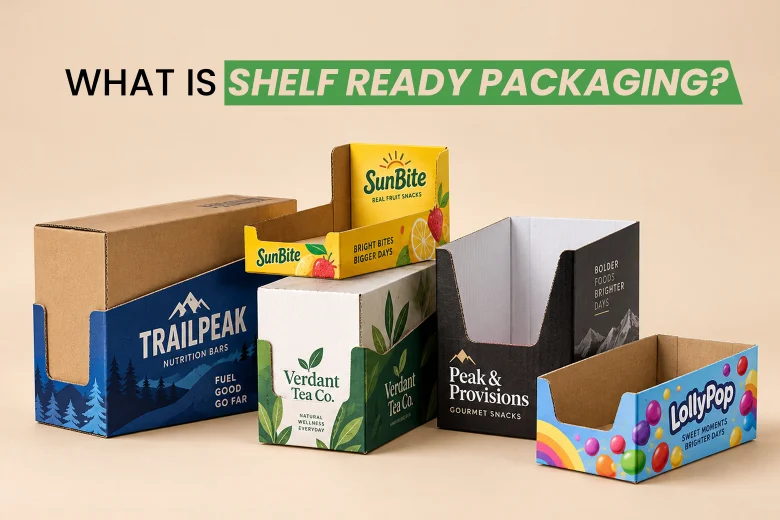 WHAT IS SHELF READY PACKAGING?
SunBite
REAL FRUIT SNACKS
SunBite
BRIGHT BITES
BIGGER DAYS
TRAILPEAK
NUTRITION BARS
FUEL
GOOD
GO FAR
Verdant
Tea Co.
NATURAL
WELLNESS
EVERYDAY
Verdant
Tea Co.
BOLDER
FOODS
BRIGHTER
DAYS
Peak &
Provisions
GOURMET SNACKS
LollyPop
SWEET MOMENTS
BRIGHTER DAYS